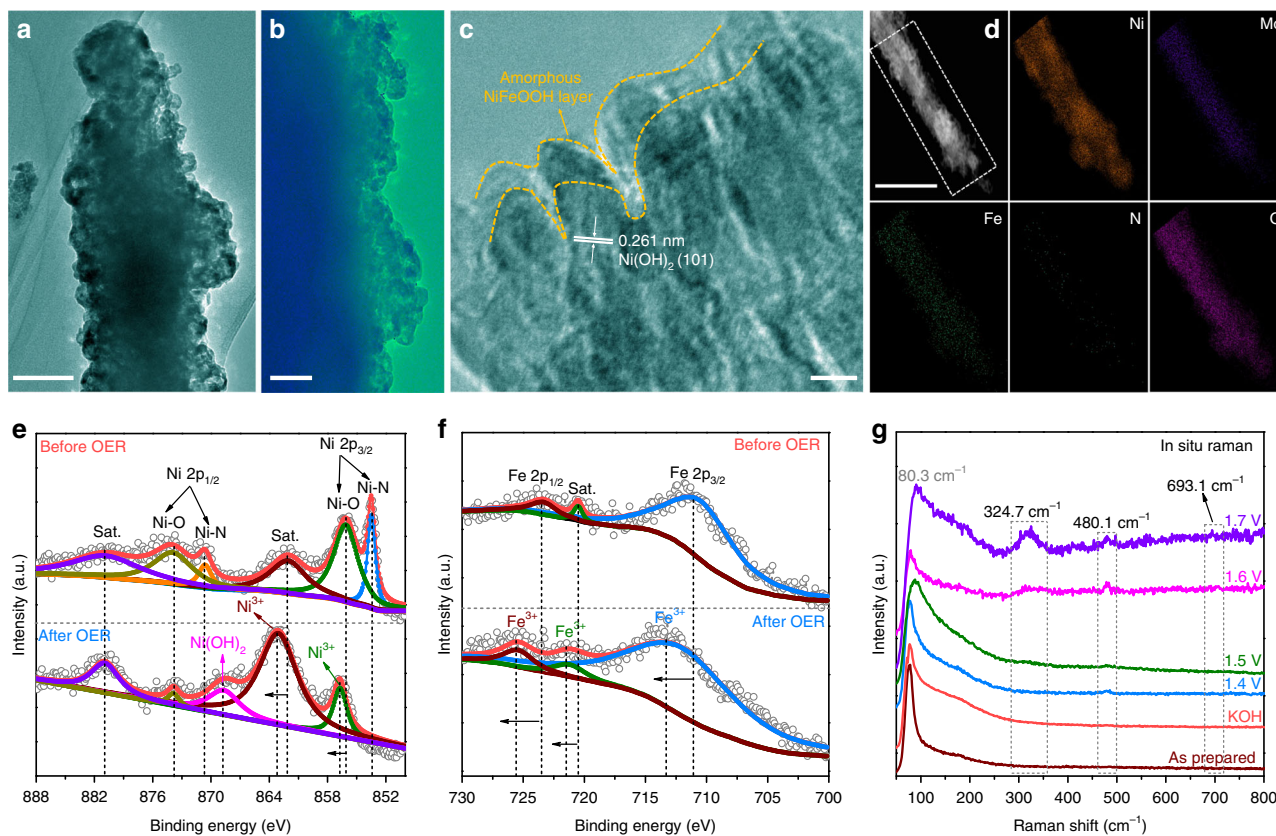 a
b
c
Amorphous
NiFeOOH layer
0.261 nm
Ni(OH)₂ (101)
d
Ni
Mo
Fe
N
O
e
Before OER
Ni 2p₃/₂
Ni 2p₁/₂
Ni-N
Ni-O
Ni-O
Ni-N
Sat.
Sat.
Ni³⁺
After OER
Ni(OH)₂
Ni³⁺
Intensity (a.u.)
888 882 876 870 864 858 852
Binding energy (eV)
f
Before OER
Fe 2p₁/₂
Sat.
Fe 2p₃/₂
Fe³⁺
Fe³⁺
Fe³⁺
After OER
Intensity (a.u.)
730 725 720 715 710 705 700
Binding energy (eV)
g
In situ raman
80.3 cm⁻¹
693.1 cm⁻¹
324.7 cm⁻¹
480.1 cm⁻¹
1.7 V
1.6 V
1.5 V
1.4 V
KOH
As prepared
Intensity (a.u.)
100 200 300 400 500 600 700 800
Raman shift (cm⁻¹)